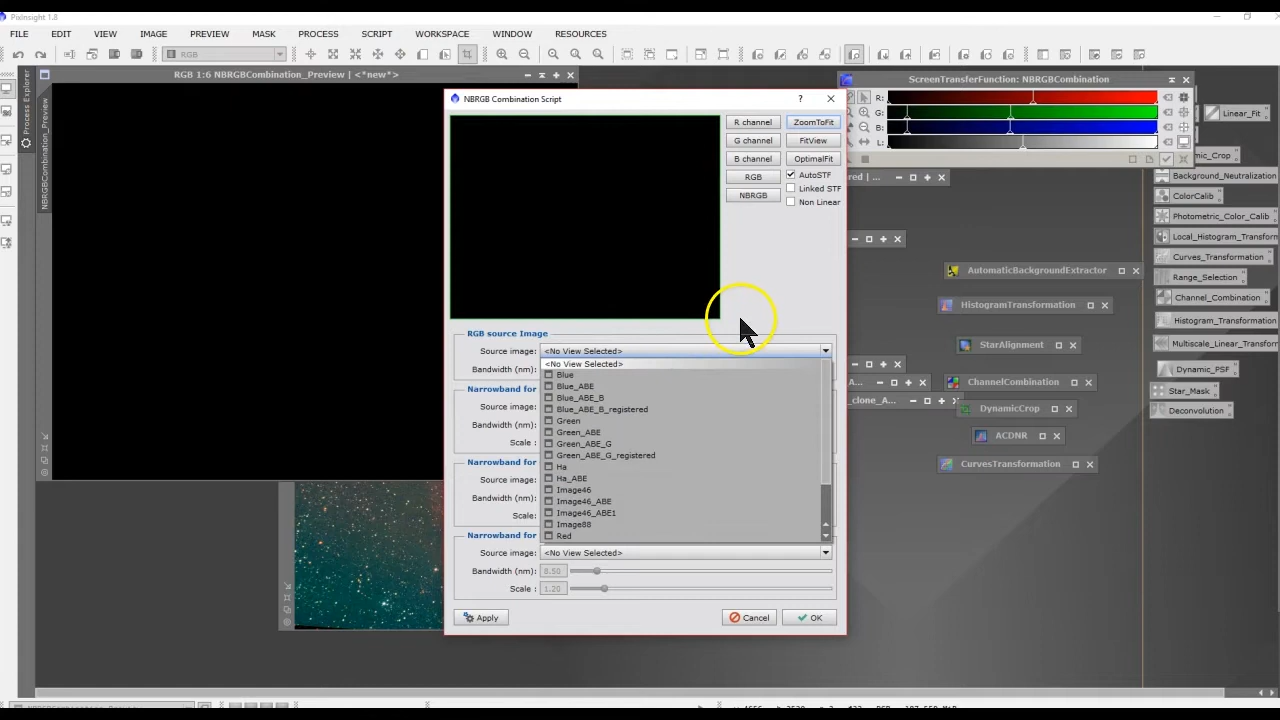 PixInsight 1.8
FILE EDIT VIEW IMAGE PREVIEW MASK PROCESS SCRIPT WORKSPACE WINDOW RESOURCES
RGB
RGB 1:6 NBRGBCombination_Preview | <*new*>
Process Explorer
NBRGBCombination_Preview
NBRGB Combination Script
R channel
G channel
B channel
RGB
NBRGB
ZoomToFit
FitView
OptimalFit
AutoSTF
Linked STF
Non Linear
RGB source Image
Source image: <No View Selected>
Bandwidth (nm):
<No View Selected>
Blue
Blue_ABE
Blue_ABE_B
Blue_ABE_B_registered
Green
Green_ABE
Green_ABE_G
Green_ABE_G_registered
Ha
Ha_ABE
Image46
Image46_ABE
Image46_ABE1
Image88
Red
Narrowband for
Source image:
Bandwidth (nm):
Scale :
Narrowband for
Source image:
Bandwidth (nm):
Scale:
Narrowband for
Source image: <No View Selected>
Bandwidth (nm): 8.50
Scale : 1.20
Apply
Cancel
OK
ScreenTransferFunction: NBRGBCombination
R:
G:
B:
L:
AutomaticBackgroundExtractor
HistogramTransformation
StarAlignment
ChannelCombination
DynamicCrop
ACDNR
CurvesTransformation
Linear_Fit
Background_Neutralization
ColorCalib
Photometric_Color_Calib
Local_Histogram_Transform
Curves_Transformation
Range_Selection
Channel_Combination
Histogram_Transformation
Multiscale_Linear_Transform
Dynamic_PSF
Star_Mask
Deconvolution